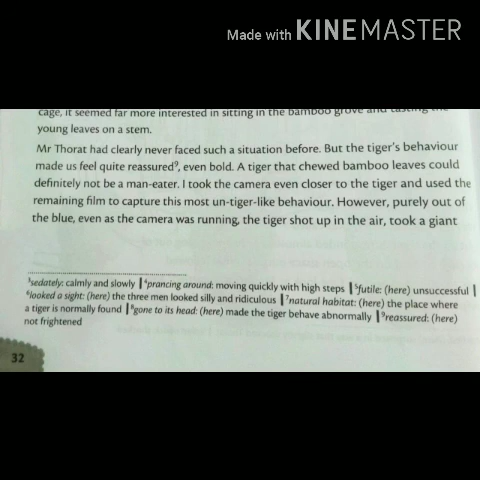 Made with KINEMASTER
cage, it seemed far more interested in sitting in the bamboo grove and tasting the
young leaves on a stem.
Mr Thorat had clearly never faced such a situation before. But the tiger's behaviour
made us feel quite reassured⁹, even bold. A tiger that chewed bamboo leaves could
definitely not be a man-eater. I took the camera even closer to the tiger and used the
remaining film to capture this most un-tiger-like behaviour. However, purely out of
the blue, even as the camera was running, the tiger shot up in the air, took a giant
³sedately: calmly and slowly | ⁴prancing around: moving quickly with high steps | ⁵futile: (here) unsuccessful |
⁶looked a sight: (here) the three men looked silly and ridiculous | ⁷natural habitat: (here) the place where
a tiger is normally found | ⁸gone to its head: (here) made the tiger behave abnormally | ⁹reassured: (here)
not frightened
32